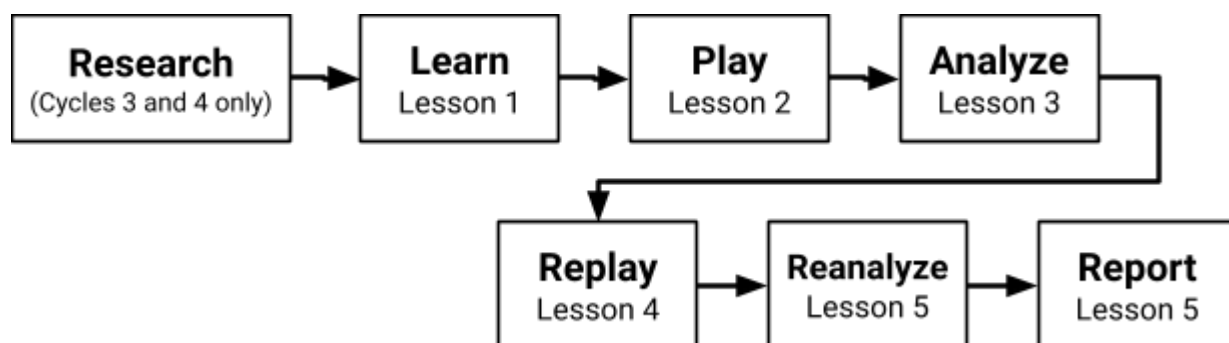 Research
(Cycles 3 and 4 only)
Learn
Lesson 1
Play
Lesson 2
Analyze
Lesson 3
Replay
Lesson 4
Reanalyze
Lesson 5
Report
Lesson 5